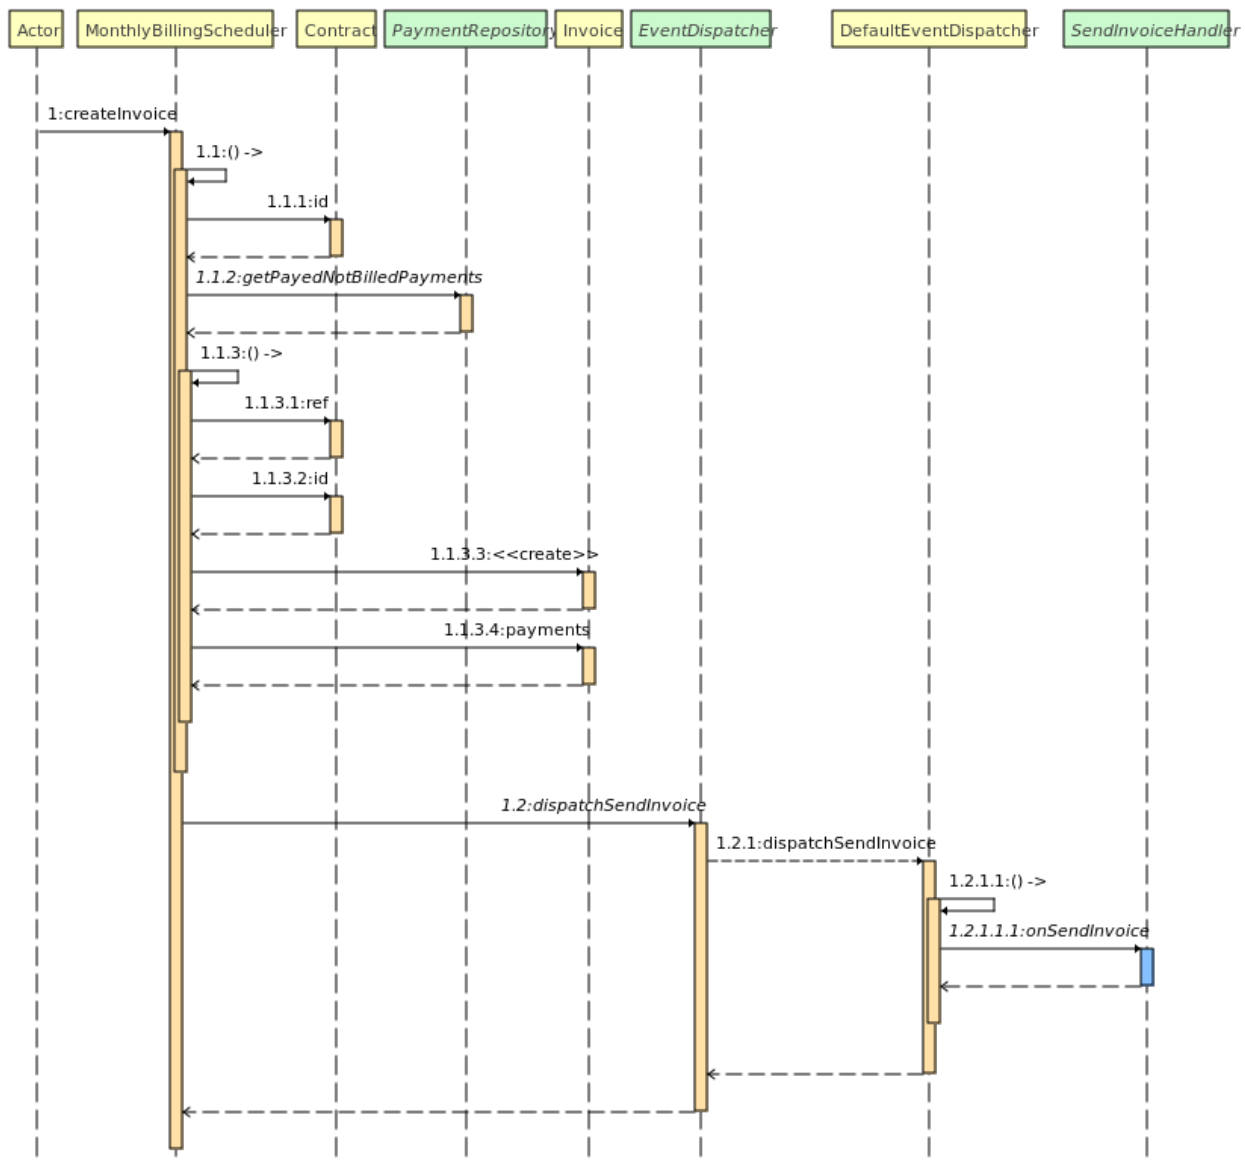 Actor
MonthlyBillingScheduler
Contract
PaymentRepository
Invoice
EventDispatcher
DefaultEventDispatcher
SendInvoiceHandler
1:createInvoice
1.1:() ->
1.1.1:id
1.1.2:getPayedNotBilledPayments
1.1.3:() ->
1.1.3.1:ref
1.1.3.2:id
1.1.3.3:<<create>>
1.1.3.4:payments
1.2:dispatchSendInvoice
1.2.1:dispatchSendInvoice
1.2.1.1:() ->
1.2.1.1.1:onSendInvoice